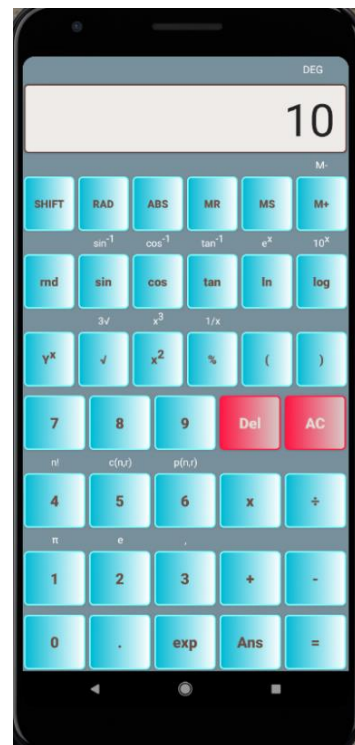 DEG
10
M-
SHIFT RAD ABS MR MS M+
sin⁻¹ cos⁻¹ tan⁻¹ eˣ 10ˣ
rnd sin cos tan ln log
3√ x³ 1/x
Yˣ √ x² % ( )
7 8 9 Del AC
n! c(n,r) p(n,r)
4 5 6 x ÷
π e ,
1 2 3 + -
0 . exp Ans =